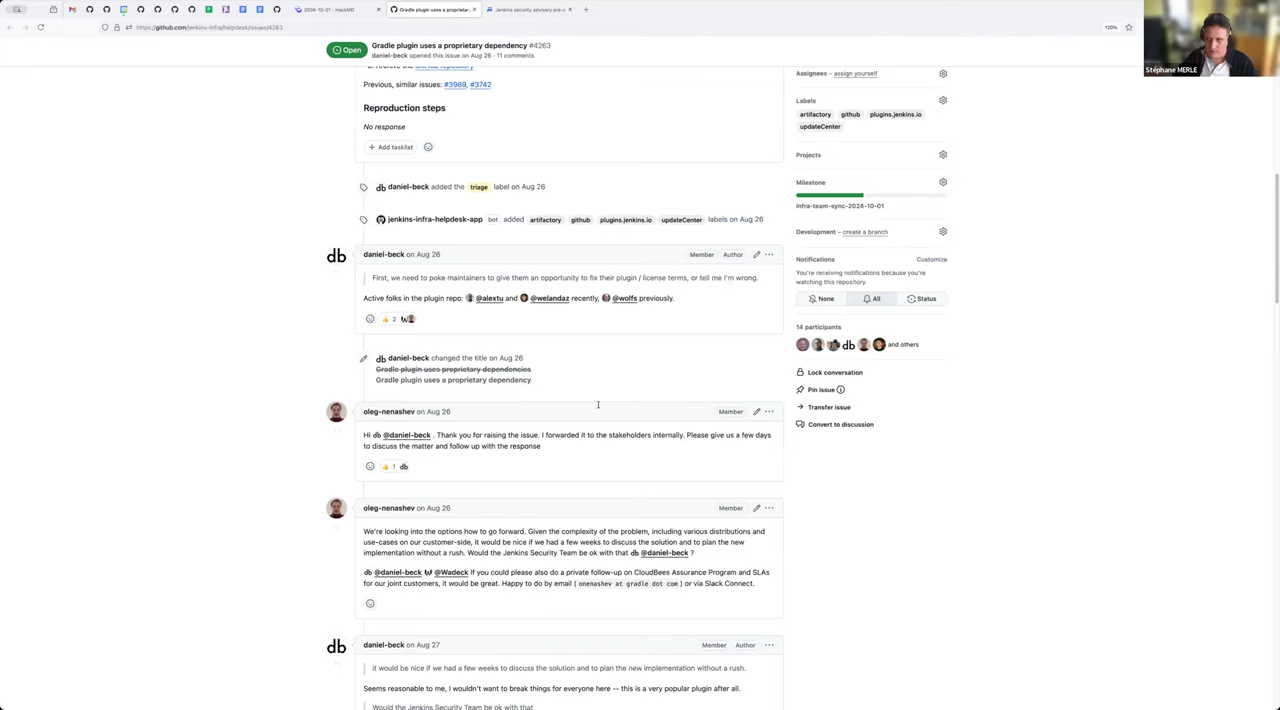 2024-10-01 - HackMD
Gradle plugin uses a proprietar
Jenkins security advisory pre-a
https://github.com/jenkins-infra/helpdesk/issues/4263
120%
Open
Gradle plugin uses a proprietary dependency #4263
daniel-beck opened this issue on Aug 26 · 11 comments
GitHub repository
Previous, similar issues: #3989, #3742
Reproduction steps
No response
Add tasklist
daniel-beck added the triage label on Aug 26
jenkins-infra-helpdesk-app bot added artifactory github plugins.jenkins.io updateCenter labels on Aug 26
db
daniel-beck on Aug 26
Member Author
First, we need to poke maintainers to give them an opportunity to fix their plugin / license terms, or tell me I'm wrong.
Active folks in the plugin repo: @alextu and @welandaz recently, @wolfs previously.
2
daniel-beck changed the title on Aug 26
Gradle plugin uses proprietary dependencies
Gradle plugin uses a proprietary dependency
oleg-nenashev on Aug 26
Member
Hi @daniel-beck . Thank you for raising the issue. I forwarded it to the stakeholders internally. Please give us a few days
to discuss the matter and follow up with the response
1
oleg-nenashev on Aug 26
Member
We're looking into the options how to go forward. Given the complexity of the problem, including various distributions and
use-cases on our customer-side, it would be nice if we had a few weeks to discuss the solution and to plan the new
implementation without a rush. Would the Jenkins Security Team be ok with that @daniel-beck ?
@daniel-beck @Wadeck If you could please also do a private follow-up on CloudBees Assurance Program and SLAs
for our joint customers, it would be great. Happy to do by email ( onenashev at gradle dot com ) or via Slack Connect.
db
daniel-beck on Aug 27
Member Author
it would be nice if we had a few weeks to discuss the solution and to plan the new implementation without a rush.
Seems reasonable to me, I wouldn't want to break things for everyone here -- this is a very popular plugin after all.
Would the Jenkins Security Team be ok with that
Assignees – assign yourself
Labels
artifactory github plugins.jenkins.io
updateCenter
Projects
Milestone
infra-team-sync-2024-10-01
Development – create a branch
Notifications Customize
You're receiving notifications because you're
watching this repository.
None All Status
14 participants
and others
Lock conversation
Pin issue
Transfer issue
Convert to discussion
Stéphane MERLE